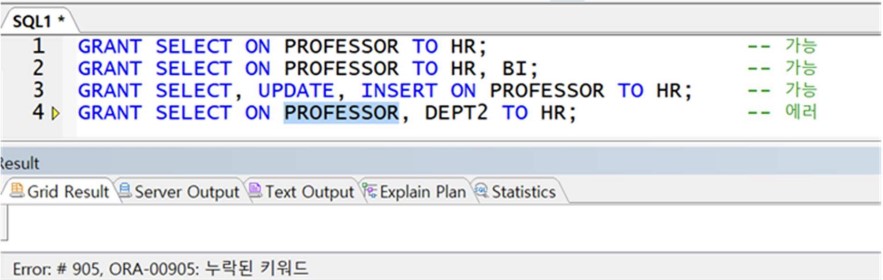 SQL1 *
1 GRANT SELECT ON PROFESSOR TO HR; -- 가능
2 GRANT SELECT ON PROFESSOR TO HR, BI; -- 가능
3 GRANT SELECT, UPDATE, INSERT ON PROFESSOR TO HR; -- 가능
4 GRANT SELECT ON PROFESSOR, DEPT2 TO HR; -- 에러
Result
Grid Result Server Output Text Output Explain Plan Statistics
Error: # 905, ORA-00905: 누락된 키워드